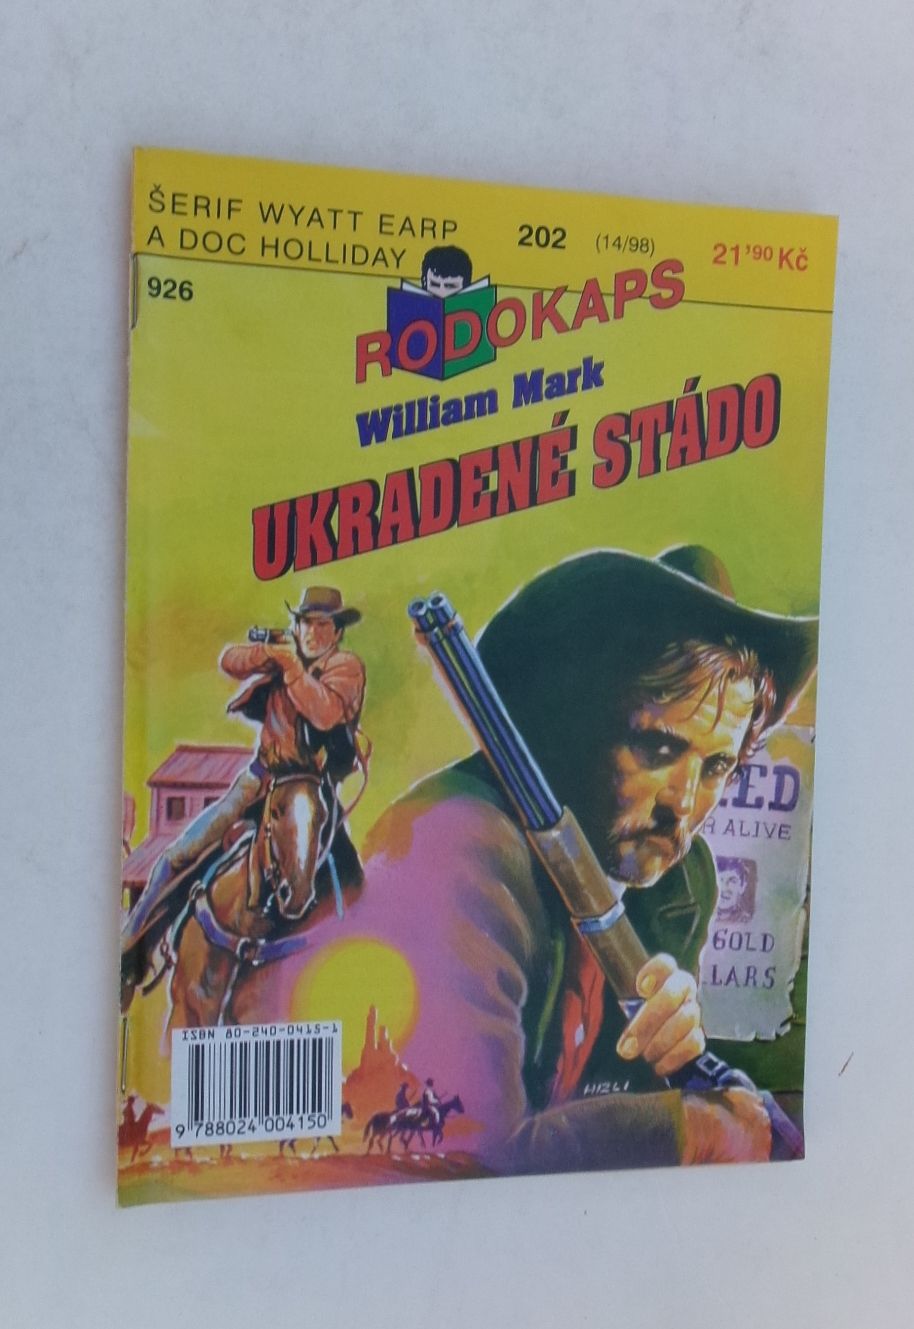 ŠERIF WYATT EARP
A DOC HOLLIDAY
202 (14/98) 21'90 Kč
926
RODOKAPS
William Mark
UKRADENÉ STÁDO
ALIVE
GOLD
HIZLI
ISBN 80-240-0415-1
9 788024 004150